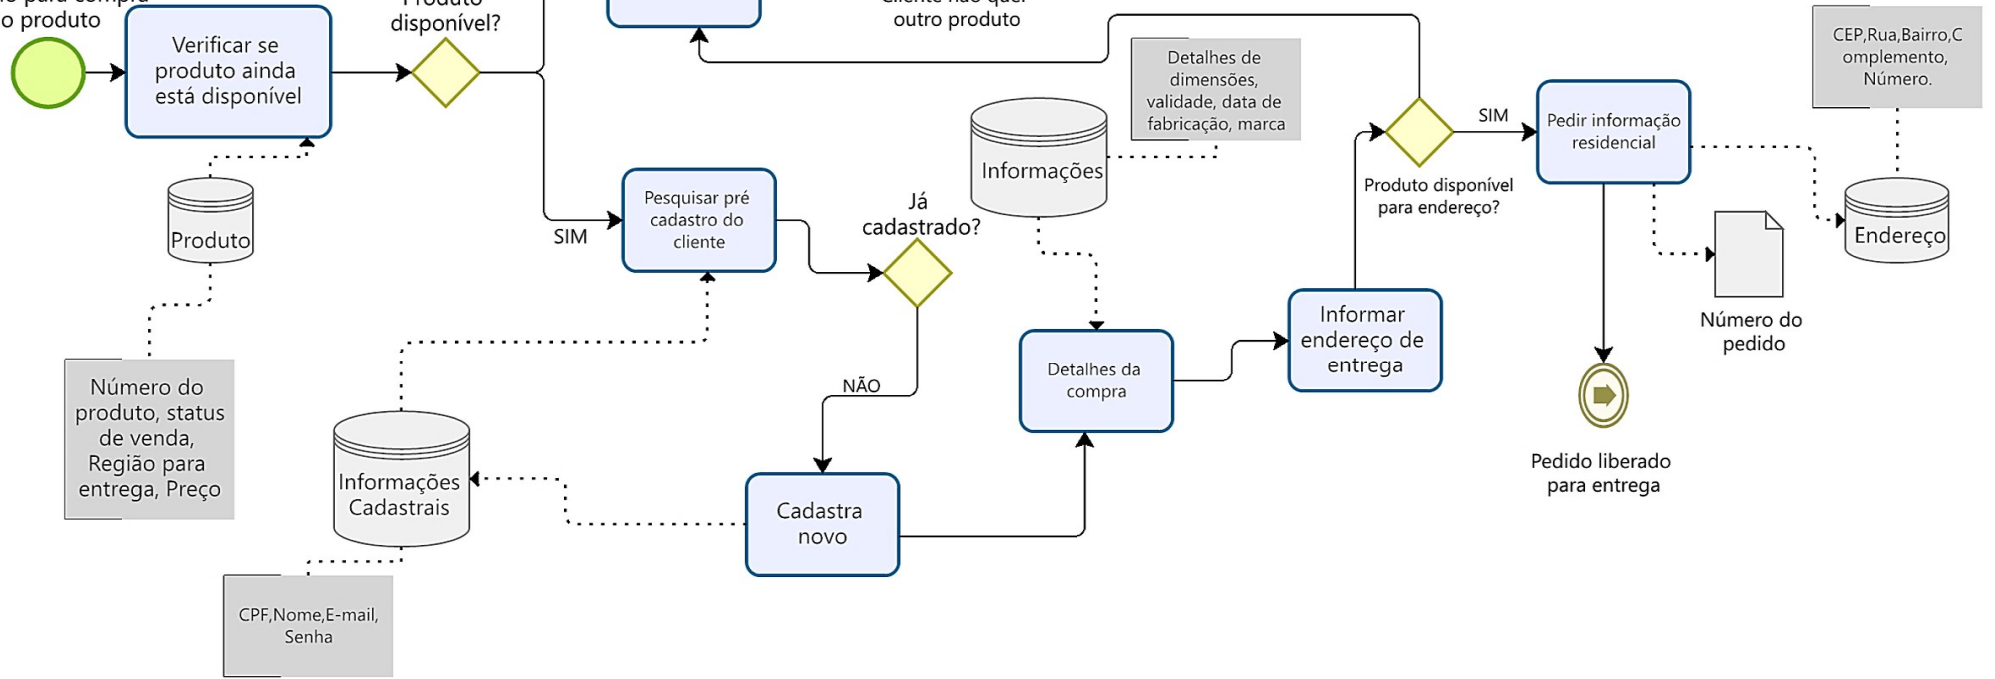 o produto
Verificar se
produto ainda
está disponível
Produto
disponível?
outro produto
Detalhes de
dimensões,
validade, data de
fabricação, marca
CEP,Rua,Bairro,C
omplemento,
Número.
Informações
SIM
Pedir informação
residencial
Produto disponível
para endereço?
Pesquisar pré
cadastro do
cliente
Já
cadastrado?
SIM
Produto
Endereço
Número do
pedido
Informar
endereço de
entrega
Detalhes da
compra
NÃO
Número do
produto, status
de venda,
Região para
entrega, Preço
Informações
Cadastrais
Cadastra
novo
Pedido liberado
para entrega
CPF,Nome,E-mail,
Senha